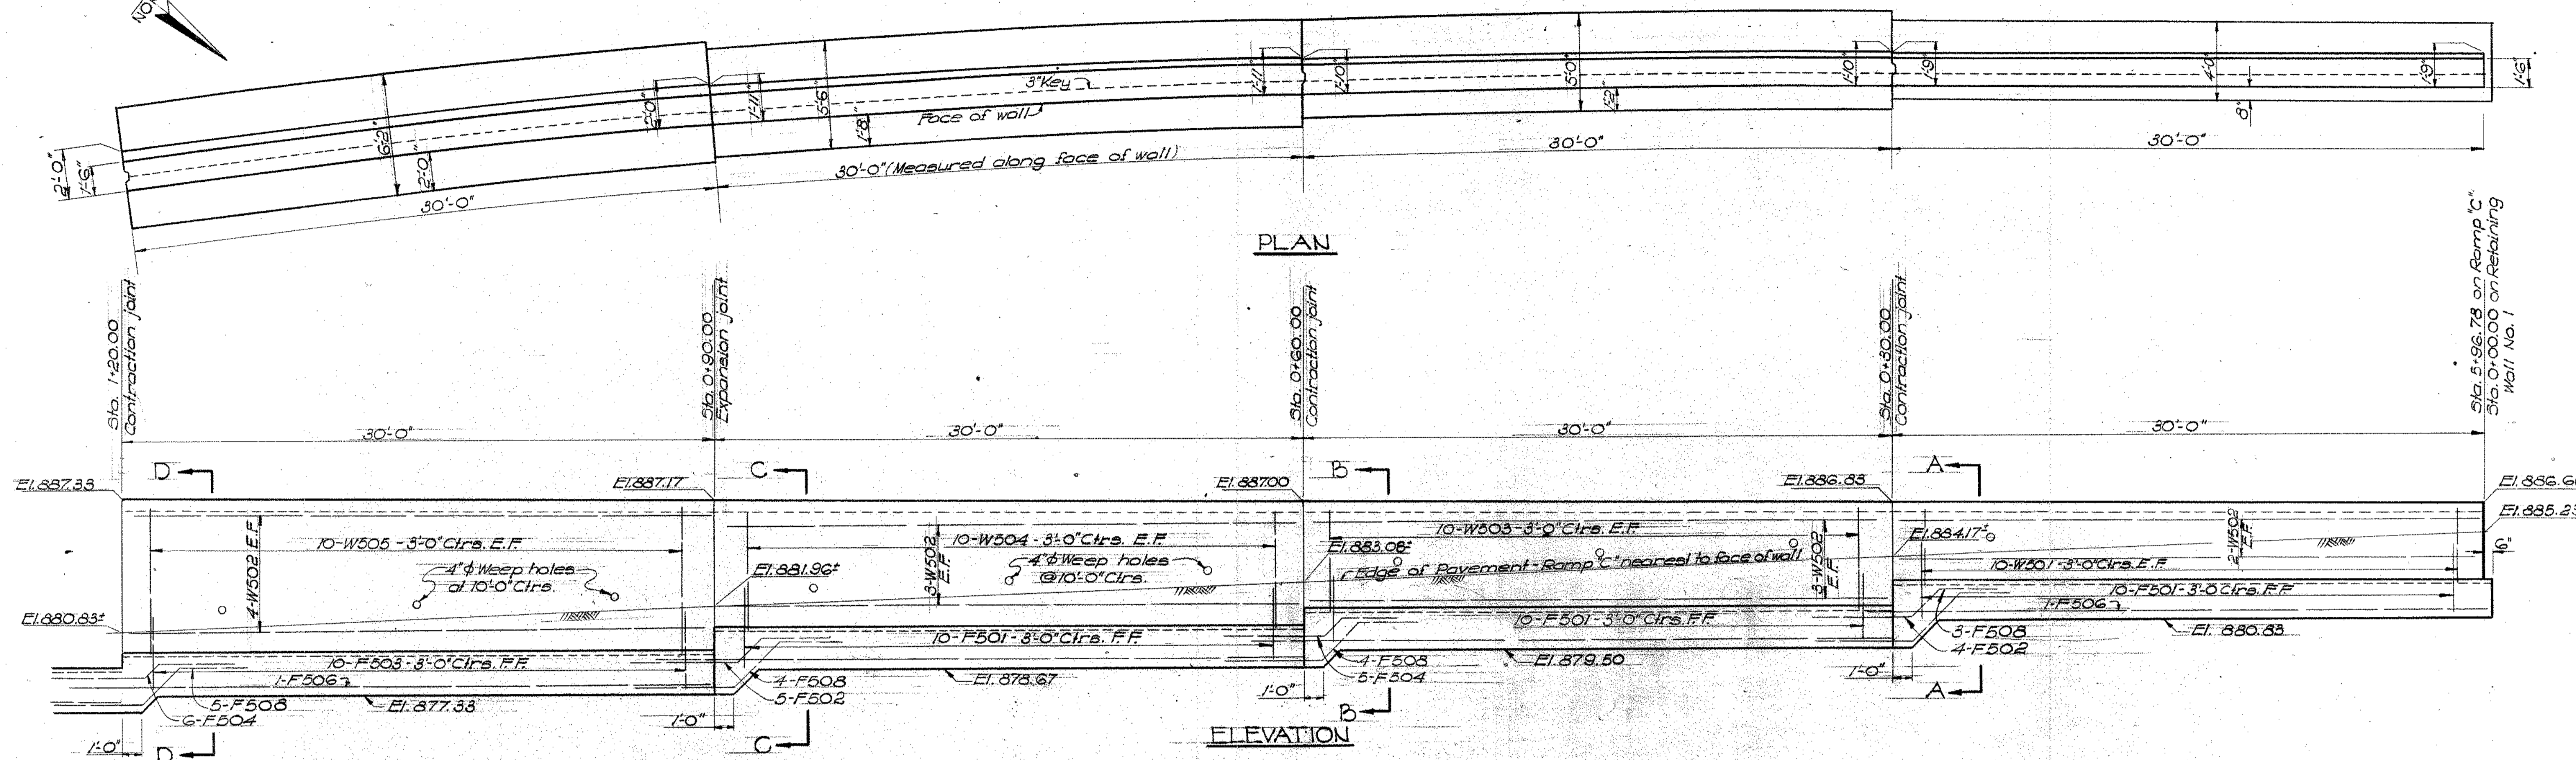 6'-2"
2'-0"
1'-11"
5'-6"
3" Key
1'-11"
1'-10"
5'-0"
1'-2"
1'-10"
1'-9"
4'-0"
8"
1'-9"
1'-6"
2'-0"
1'-6"
2'-0"
1'-8"
Face of wall
30'-0"
30'-0" (Measured along face of wall)
30'-0"
30'-0"
PLAN
Sta. 1+20.00
Contraction joint
Sta. 0+90.00
Expansion joint
Sta. 0+60.00
Contraction joint
Sta. 0+30.00
Contraction joint
Sta. 5+96.78 on Ramp "C"
Sta. 0+00.00 on Retaining
Wall No. 1
30'-0"
30'-0"
30'-0"
30'-0"
D
C
B
A
El. 887.33
El. 887.17
El. 887.00
El. 886.83
El. 885.23
10-W505-3'-0" Ctrs. E.F.
4-W502 E.F.
4"ϕ Weep holes
at 10'-0" Ctrs.
El. 881.96±
10-W504-3'-0" Ctrs. E.F.
3-W502
E.F.
4"ϕ Weep holes
@ 10'-0" Ctrs.
El. 883.08±
10-W503-3'-0" Ctrs. E.F.
Edge of Pavement-Ramp "C" nearest to face of wall
3-W502
E.F.
El. 884.17±
2-W502
E.F.
6"
10-W501-3'-0" Ctrs. E.F.
El. 880.83±
10-F503-3'-0" Ctrs. F.F.
1-F506
5-F508
6-F504
El. 877.33
10-F501-3'-0" Ctrs. F.F.
4-F508
5-F502
El. 878.67
10-F501-3'-0" Ctrs. F.F.
4-F508
5-F504
El. 879.50
10-F501-3'-0" Ctrs. F.F.
1-F506
3-F508
4-F502
El. 880.83
1'-0"
1'-0"
1'-0"
1'-0"
D
C
B
A
ELEVATION